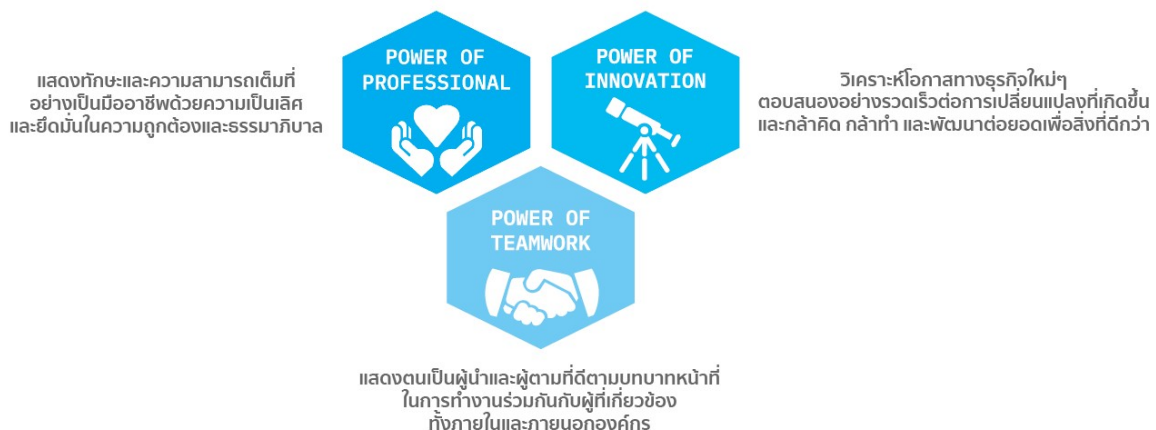 POWER OF
PROFESSIONAL
แสดงทักษะและความสามารถเต็มที่
อย่างเป็นมืออาชีพด้วยความเป็นเลิศ
และยึดมั่นในความถูกต้องและธรรมาภิบาล
POWER OF
INNOVATION
วิเคราะห์โอกาสทางธุรกิจใหม่ๆ
ตอบสนองอย่างรวดเร็วต่อการเปลี่ยนแปลงที่เกิดขึ้น
และกล้าคิด กล้าทำ และพัฒนาต่อยอดเพื่อสิ่งที่ดีกว่า
POWER OF
TEAMWORK
แสดงตนเป็นผู้นำและผู้ตามที่ดีตามบทบาทหน้าที่
ในการทำงานร่วมกันกับผู้ที่เกี่ยวข้อง
ทั้งภายในและภายนอกองค์กร